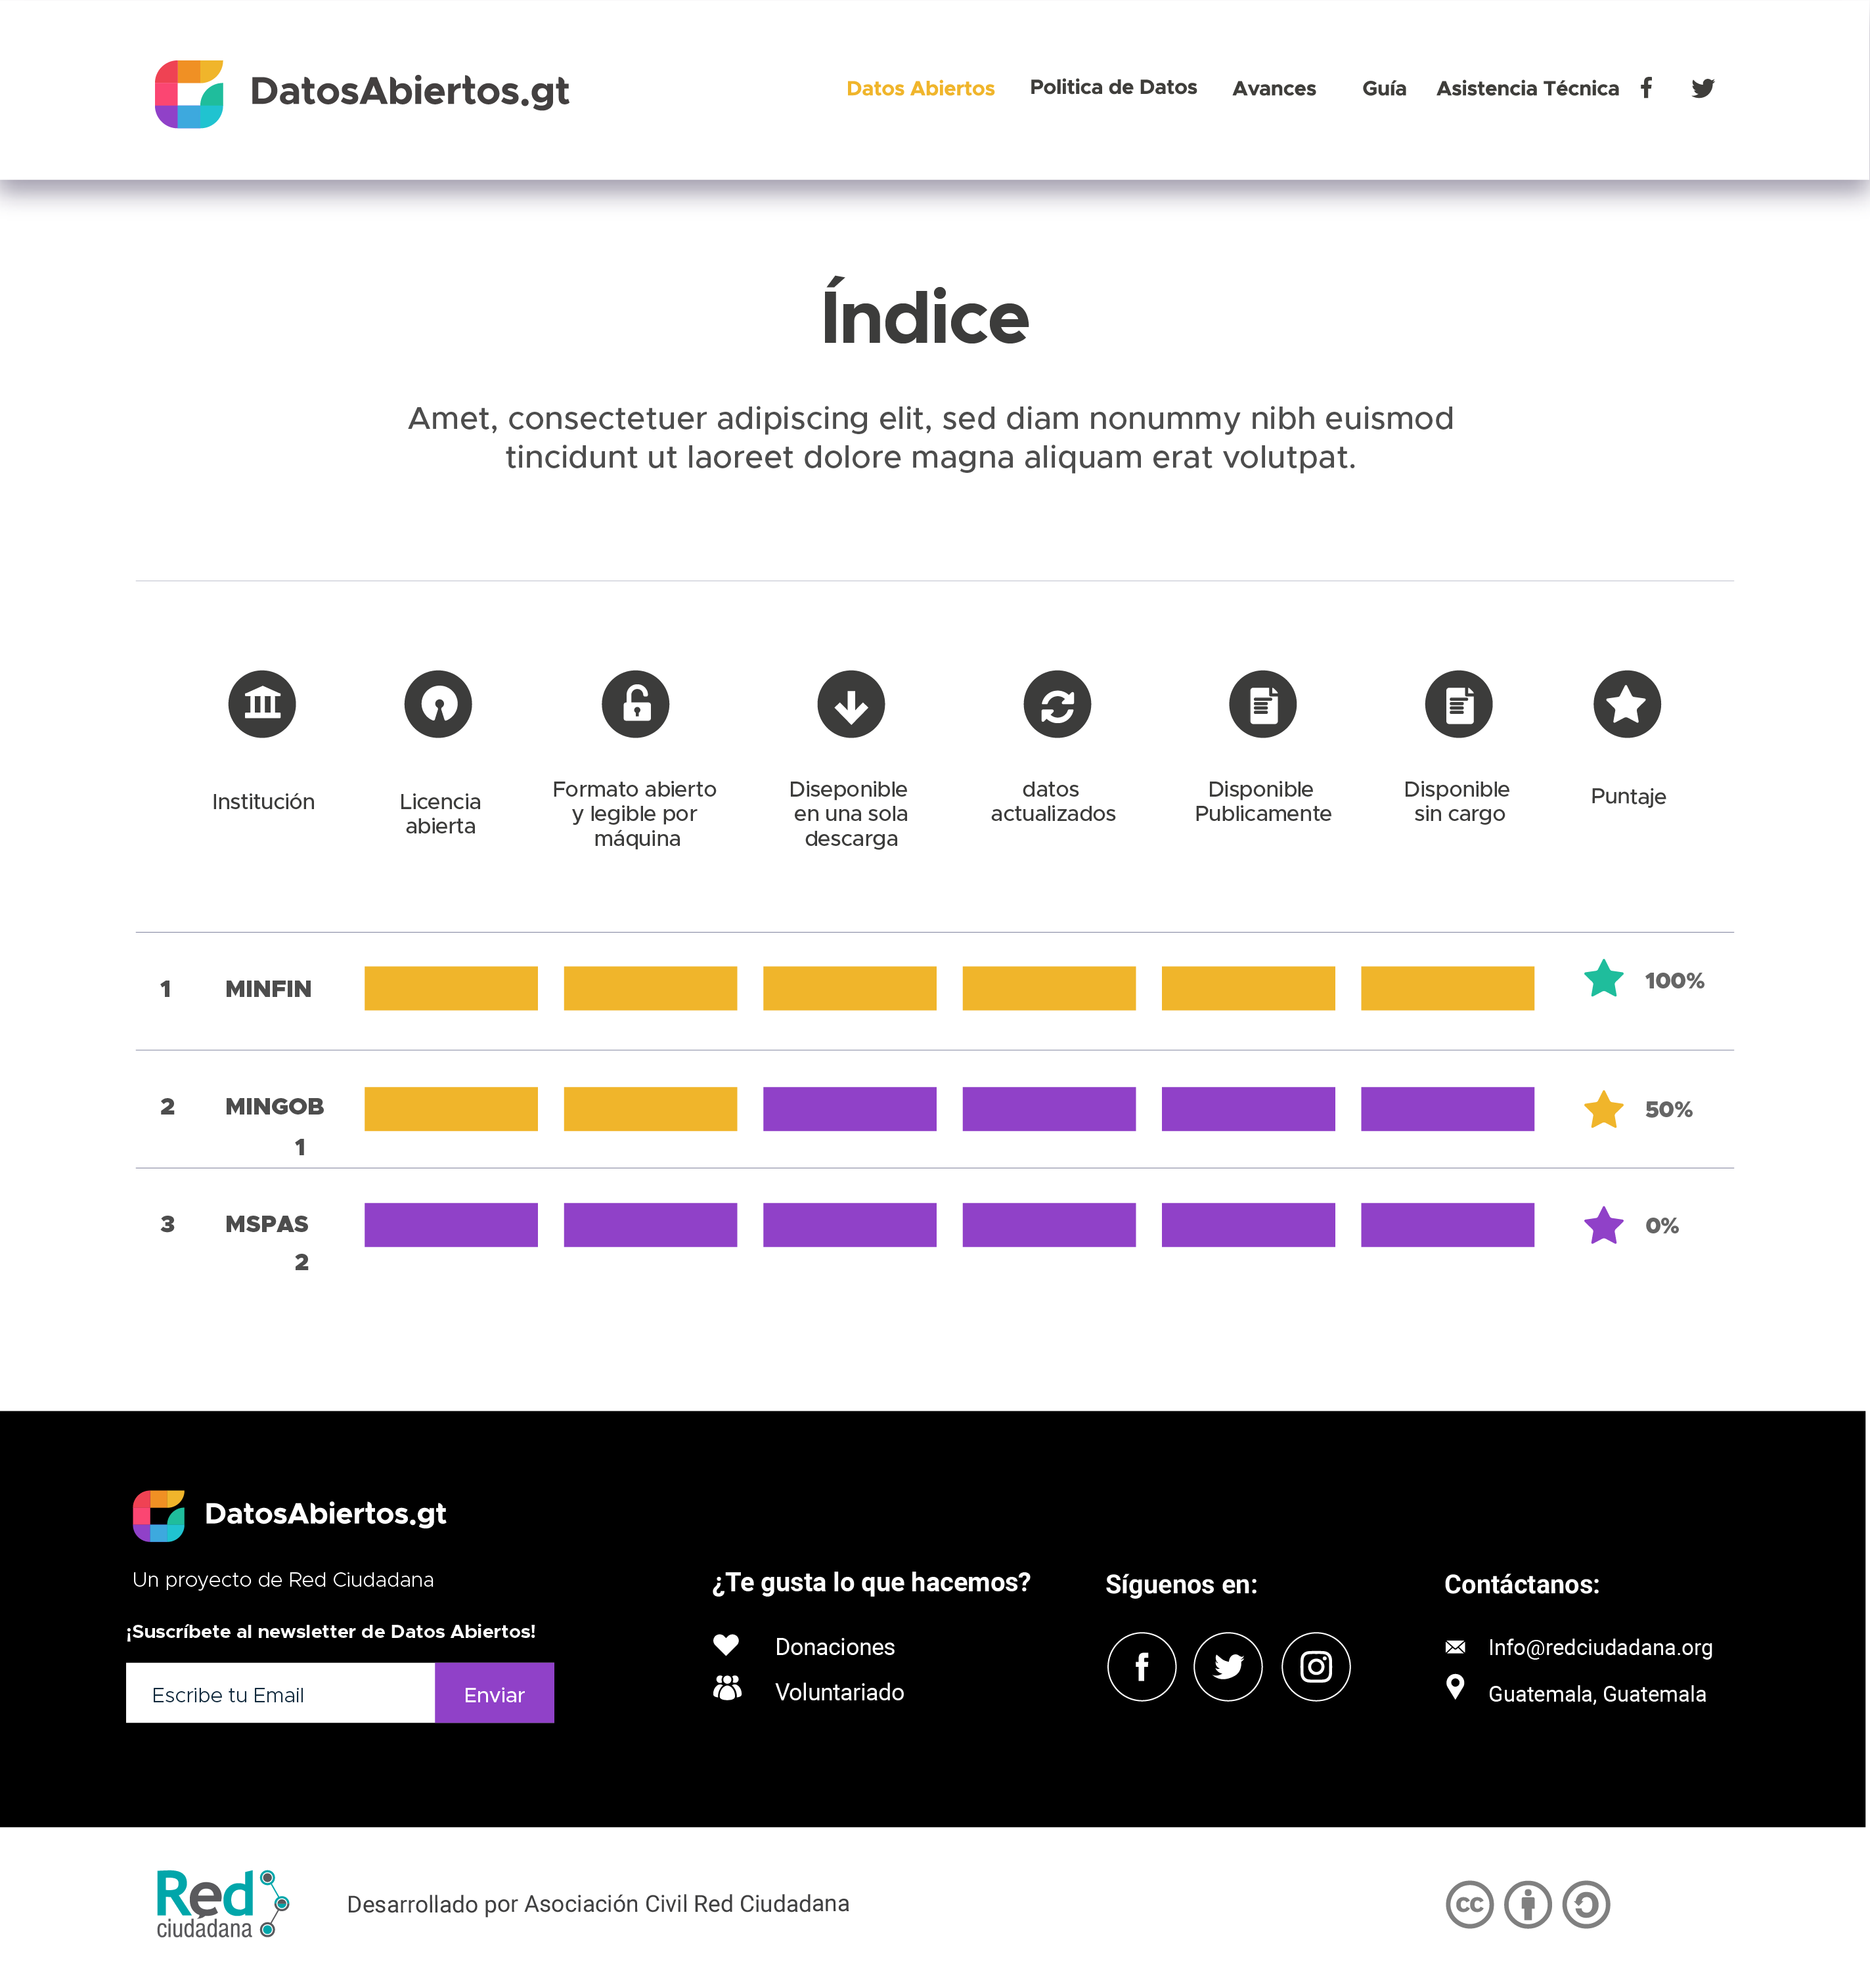 DatosAbiertos.gt
Datos Abiertos
Politica de Datos
Avances
Guía
Asistencia Técnica
Índice
Amet, consectetuer adipiscing elit, sed diam nonummy nibh euismod
tincidunt ut laoreet dolore magna aliquam erat volutpat.
Institución
Licencia
abierta
Formato abierto
y legible por
máquina
Diseponible
en una sola
descarga
datos
actualizados
Disponible
Publicamente
Disponible
sin cargo
Puntaje
1 MINFIN 100%
2 MINGOB 50%
1
3 MSPAS 0%
2
DatosAbiertos.gt
Un proyecto de Red Ciudadana
¡Suscríbete al newsletter de Datos Abiertos!
Escribe tu Email
Enviar
¿Te gusta lo que hacemos?
Donaciones
Voluntariado
Síguenos en:
Contáctanos:
Info@redciudadana.org
Guatemala, Guatemala
Red
ciudadana
Desarrollado por Asociación Civil Red Ciudadana
cc